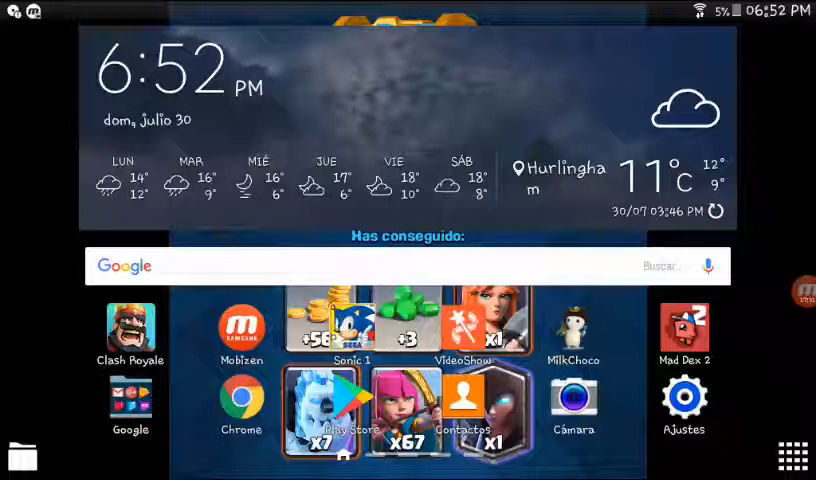 5% 06:52 PM
6:52 PM
dom, julio 30
LUN MAR MIÉ JUE VIE SÁB
14° 16° 16° 17° 18° 18°
12° 9° 6° 6° 10° 8°
Hurlingha
m
11°C
12°
9°
30/07 03:46 PM
Has conseguido:
Google Buscar...
+3 x1
Clash Royale Mobizen Sonic 1 VideoShow MilkChoco Mad Dex 2
x7 x67 x1
Google Chrome Play Store Contactos Cámara Ajustes